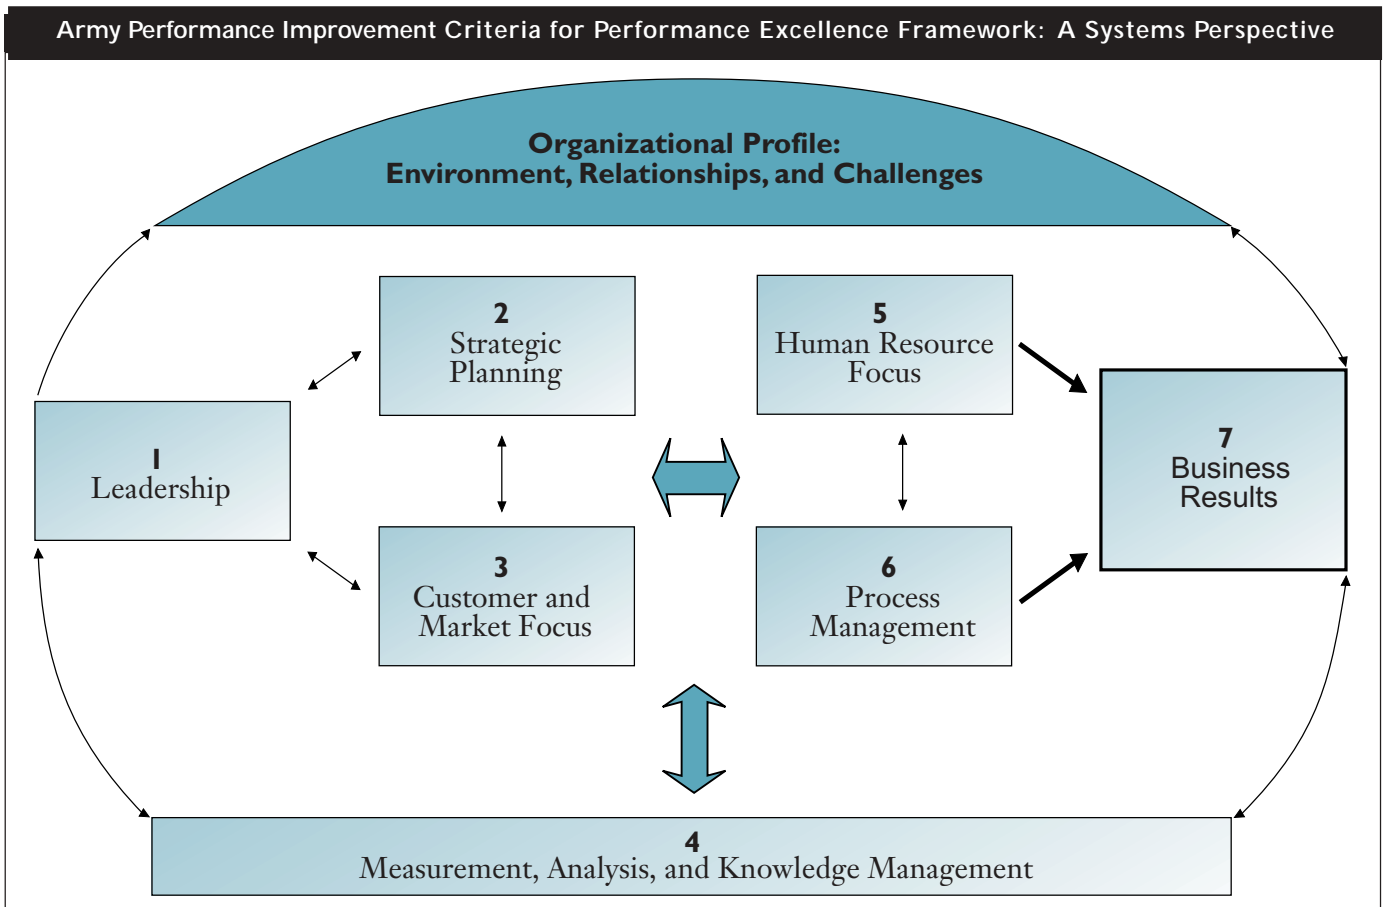 Army Performance Improvement Criteria for Performance Excellence Framework: A Systems Perspective
Organizational Profile:
Environment, Relationships, and Challenges
1
Leadership
2
Strategic
Planning
3
Customer and
Market Focus
5
Human Resource
Focus
6
Process
Management
7
Business
Results
4
Measurement, Analysis, and Knowledge Management